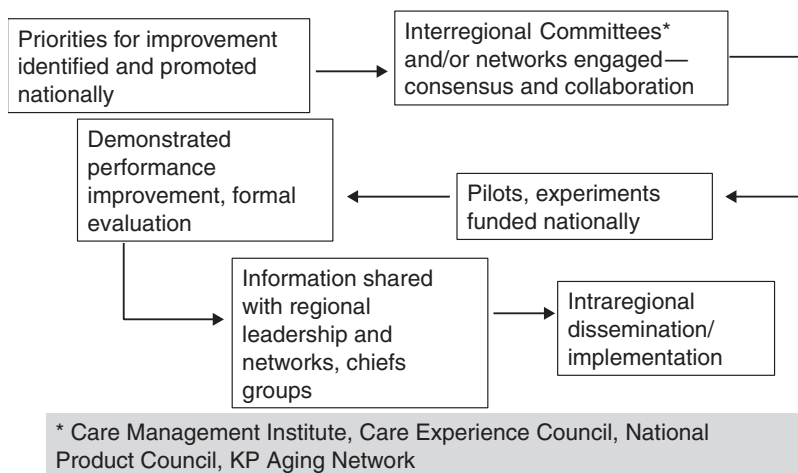 Priorities for improvement
identified and promoted
nationally
Interregional Committees*
and/or networks engaged—
consensus and collaboration
Pilots, experiments
funded nationally
Demonstrated
performance
improvement, formal
evaluation
Information shared
with regional
leadership and
networks, chiefs
groups
Intraregional
dissemination/
implementation
* Care Management Institute, Care Experience Council, National
Product Council, KP Aging Network